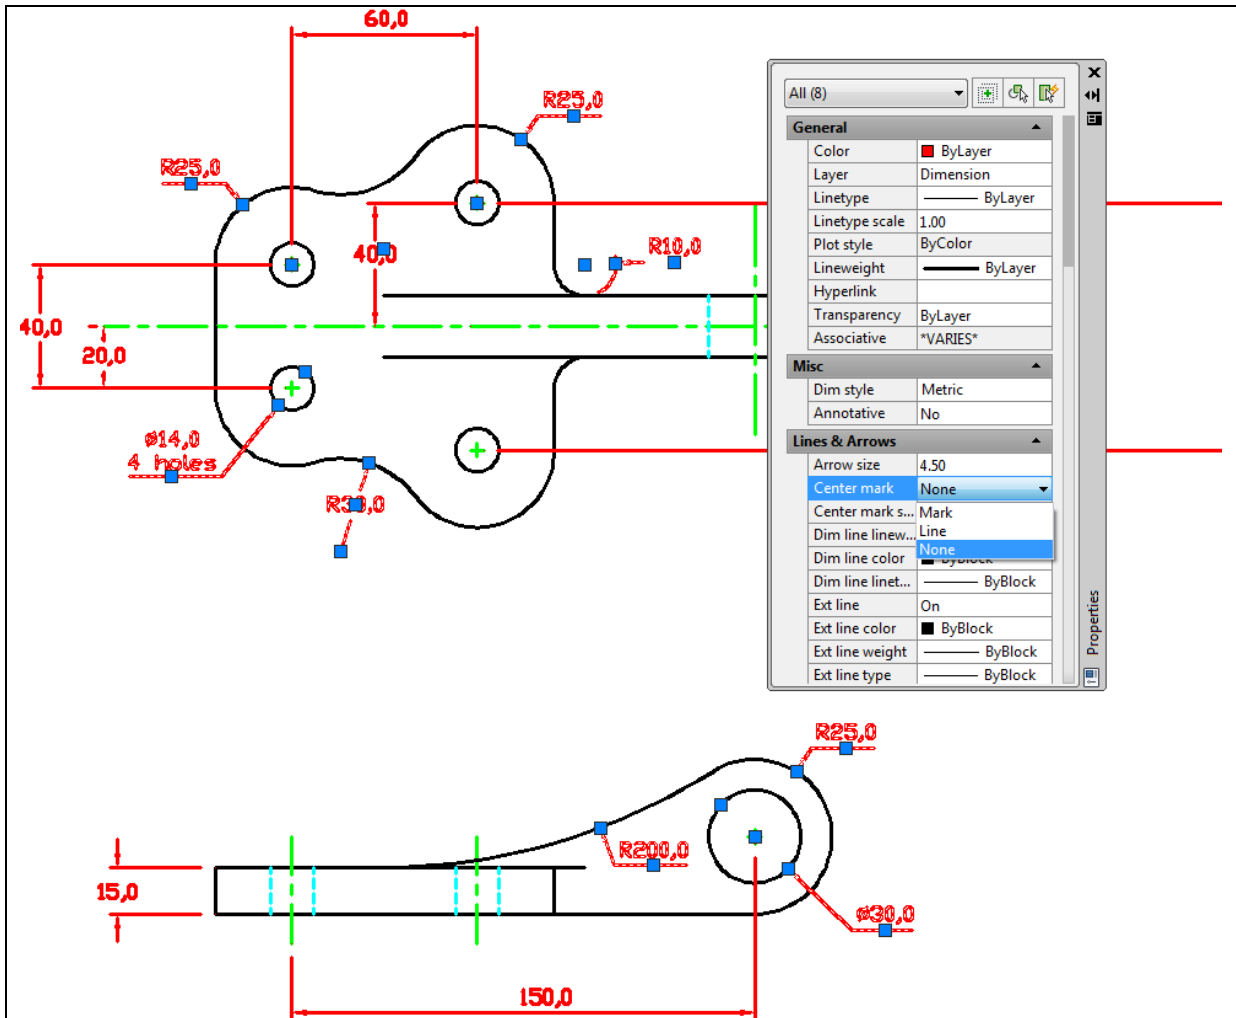 60,0
R25,0
R25,0
40,0
R10,0
40,0
20,0
ø14,0
4 holes
R30,0
All (8)
General
Color ByLayer
Layer Dimension
Linetype ByLayer
Linetype scale 1.00
Plot style ByColor
Lineweight ByLayer
Hyperlink
Transparency ByLayer
Associative *VARIES*
Misc
Dim style Metric
Annotative No
Lines & Arrows
Arrow size 4.50
Center mark None
Center mark s... Mark
Dim line linew... Line
None
Dim line color ByBlock
Dim line linet... ByBlock
Ext line On
Ext line color ByBlock
Ext line weight ByBlock
Ext line type ByBlock
Properties
R25,0
R200,0
15,0
ø30,0
150,0